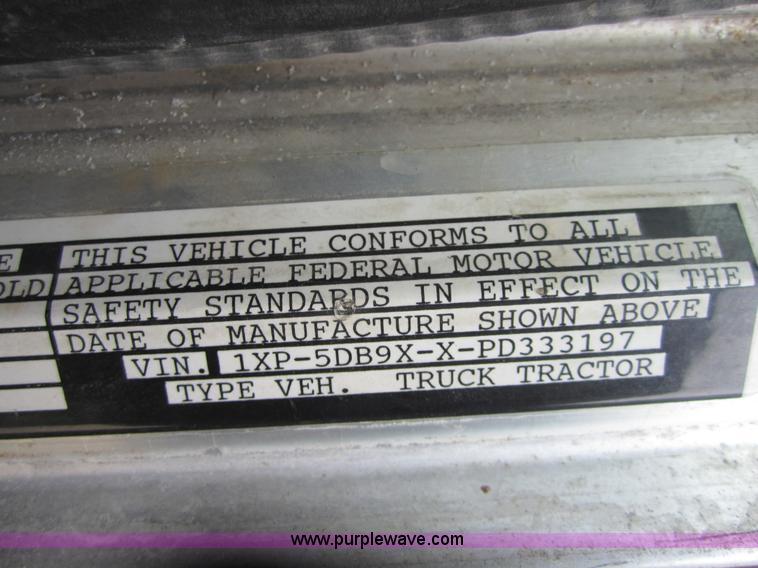 E THIS VEHICLE CONFORMS TO ALL
OLD APPLICABLE FEDERAL MOTOR VEHICLE
SAFETY STANDARDS IN EFFECT ON THE
DATE OF MANUFACTURE SHOWN ABOVE
VIN. 1XP-5DB9X-X-PD333197
TYPE VEH. TRUCK TRACTOR
www.purplewave.com